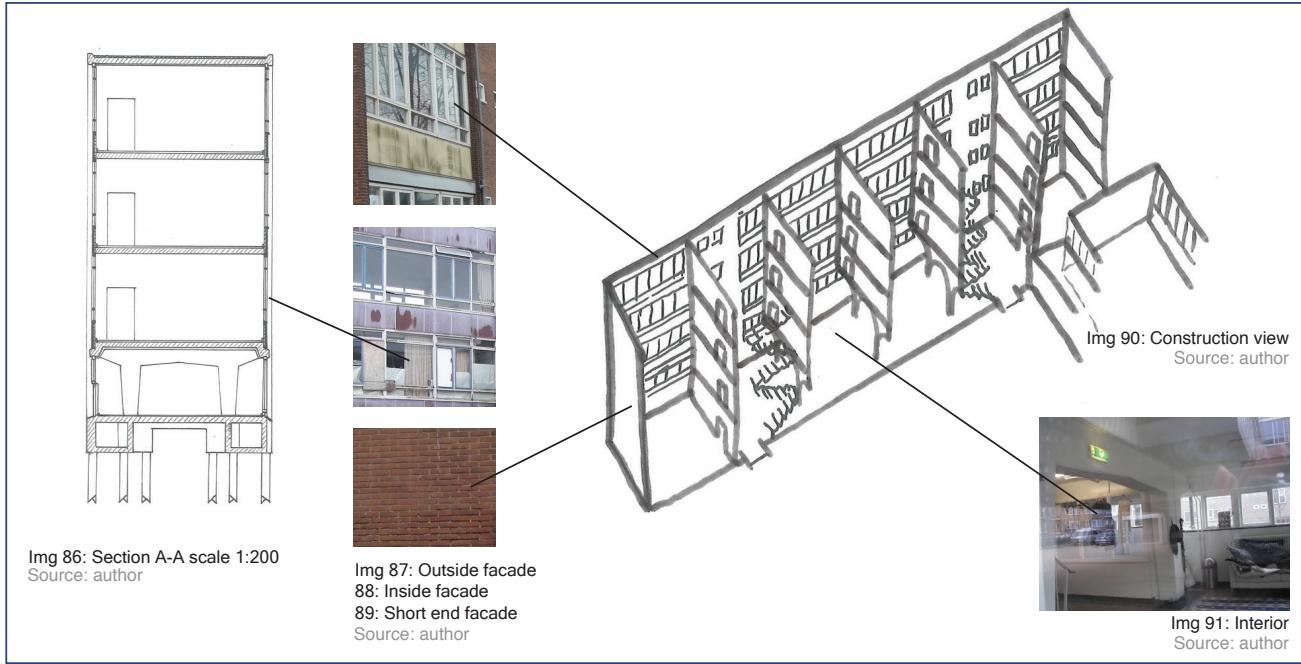 Img 86: Section A-A scale 1:200
Source: author
Img 87: Outside facade
88: Inside facade
89: Short end facade
Source: author
Img 90: Construction view
Source: author
Img 91: Interior
Source: author